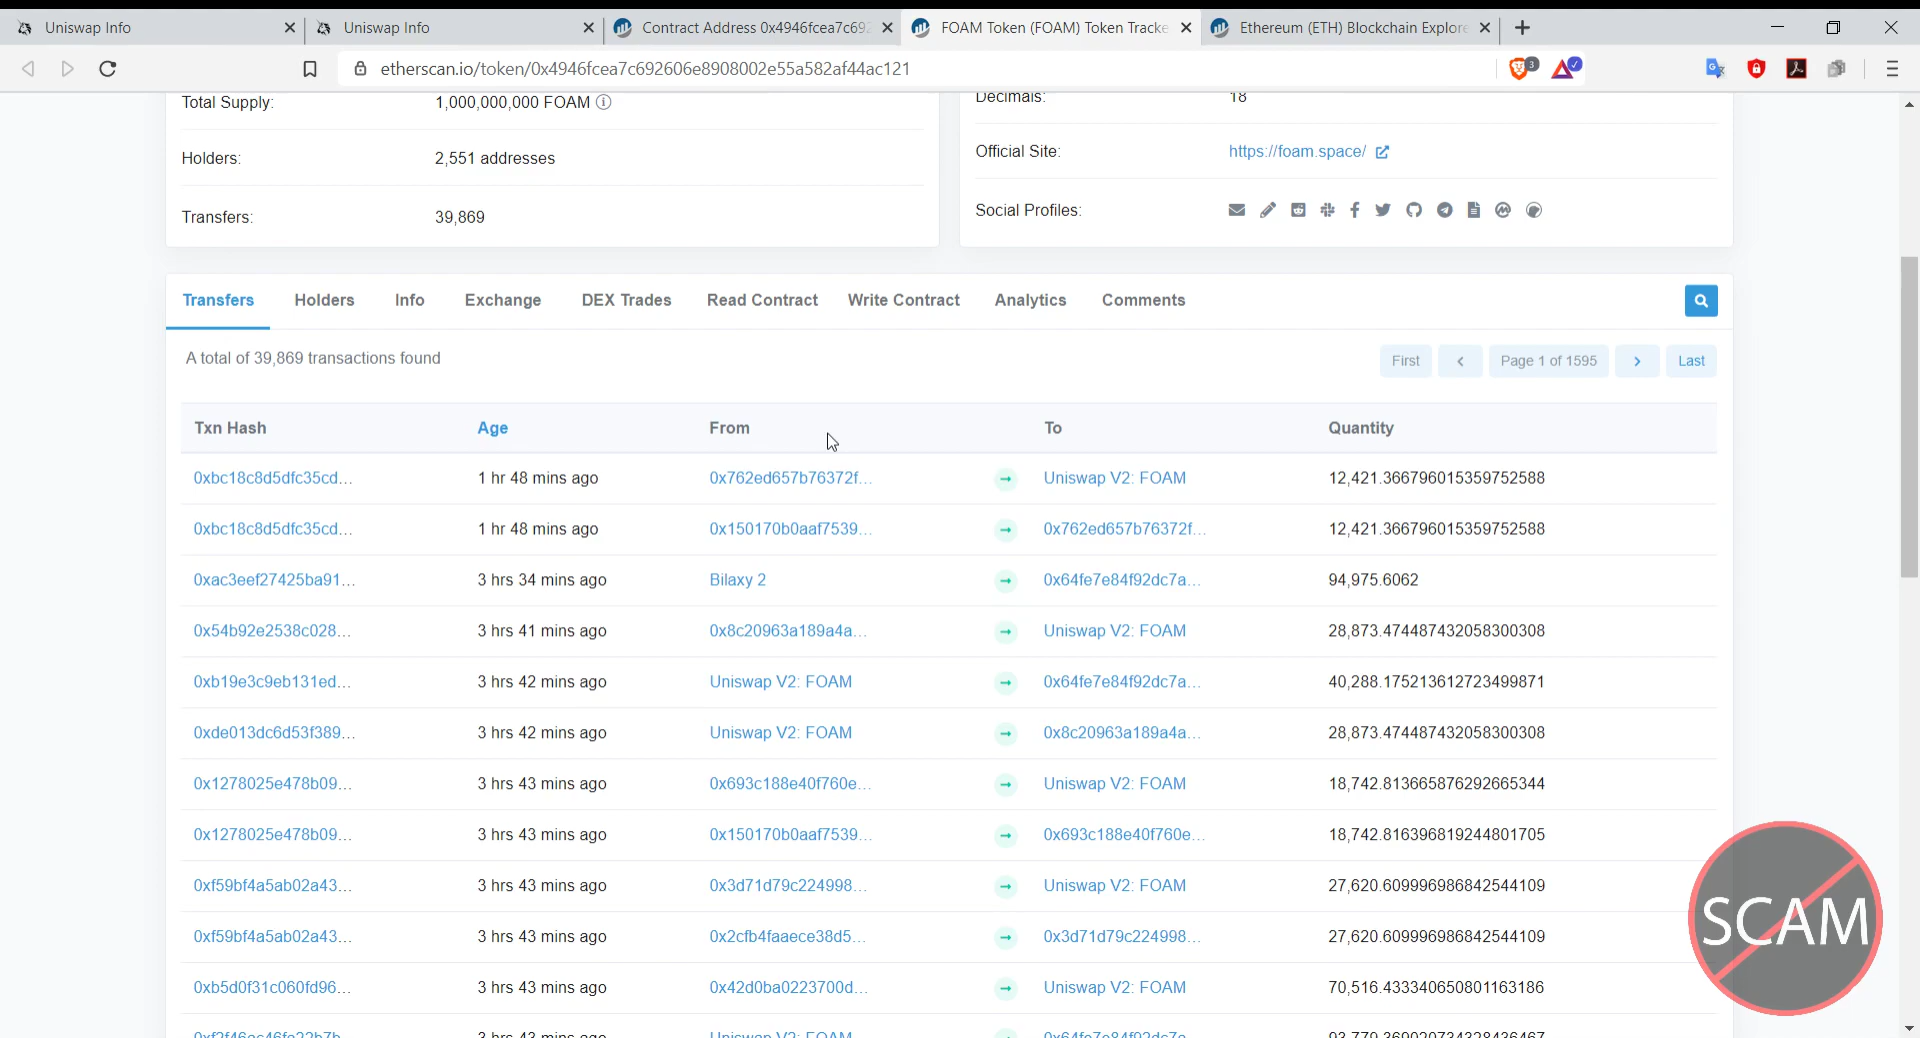 Uniswap Info
Uniswap Info
Contract Address 0x4946fcea7c692
FOAM Token (FOAM) Token Tracke
Ethereum (ETH) Blockchain Explore
etherscan.io/token/0x4946fcea7c692606e8908002e55a582af44ac121
3
Total Supply: 1,000,000,000 FOAM
Decimals: 18
Holders: 2,551 addresses
Official Site: https://foam.space/
Transfers: 39,869
Social Profiles:
Transfers Holders Info Exchange DEX Trades Read Contract Write Contract Analytics Comments
A total of 39,869 transactions found
First Page 1 of 1595 Last
Txn Hash Age From To Quantity
0xbc18c8d5dfc35cd... 1 hr 48 mins ago 0x762ed657b76372f... Uniswap V2: FOAM 12,421.366796015359752588
0xbc18c8d5dfc35cd... 1 hr 48 mins ago 0x150170b0aaf7539... 0x762ed657b76372f... 12,421.366796015359752588
0xac3eef27425ba91... 3 hrs 34 mins ago Bilaxy 2 0x64fe7e84f92dc7a... 94,975.6062
0x54b92e2538c028... 3 hrs 41 mins ago 0x8c20963a189a4a... Uniswap V2: FOAM 28,873.474487432058300308
0xb19e3c9eb131ed... 3 hrs 42 mins ago Uniswap V2: FOAM 0x64fe7e84f92dc7a... 40,288.175213612723499871
0xde013dc6d53f389... 3 hrs 42 mins ago Uniswap V2: FOAM 0x8c20963a189a4a... 28,873.474487432058300308
0x1278025e478b09... 3 hrs 43 mins ago 0x693c188e40f760e... Uniswap V2: FOAM 18,742.813665876292665344
0x1278025e478b09... 3 hrs 43 mins ago 0x150170b0aaf7539... 0x693c188e40f760e... 18,742.816396819244801705
0xf59bf4a5ab02a43... 3 hrs 43 mins ago 0x3d71d79c224998... Uniswap V2: FOAM 27,620.609996986842544109
0xf59bf4a5ab02a43... 3 hrs 43 mins ago 0x2cfb4faaece38d5... 0x3d71d79c224998... 27,620.609996986842544109
0xb5d0f31c060fd96... 3 hrs 43 mins ago 0x42d0ba0223700d... Uniswap V2: FOAM 70,516.433340650801163186
3 hrs 43 mins ago Uniswap V2: FOAM
SCAM